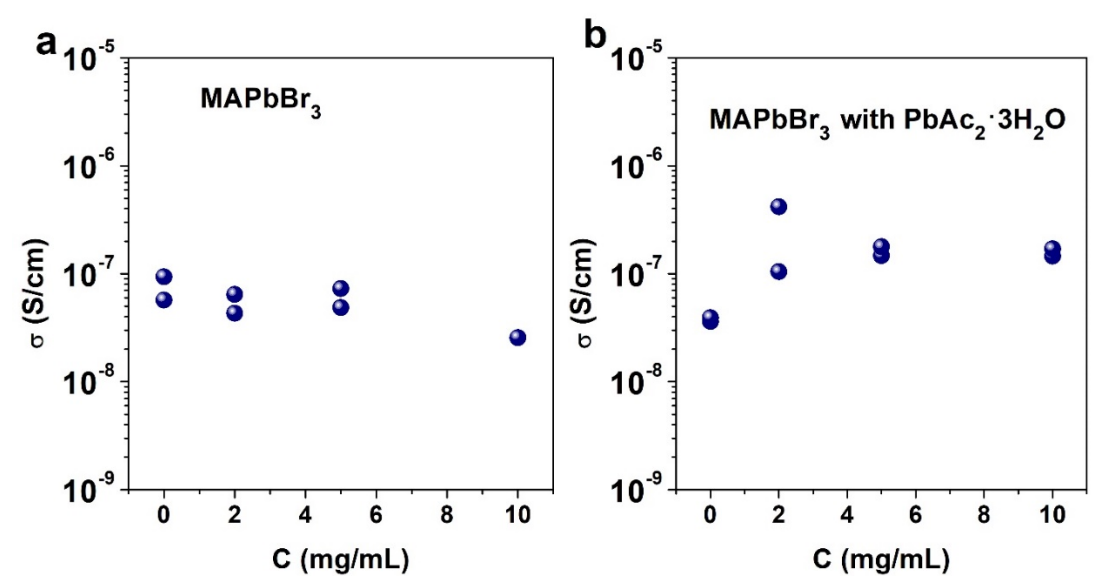 a
10⁻⁵
MAPbBr₃
10⁻⁶
10⁻⁷
10⁻⁸
10⁻⁹
σ (S/cm)
0 2 4 6 8 10
C (mg/mL)
b
10⁻⁵
MAPbBr₃ with PbAc₂·3H₂O
10⁻⁶
10⁻⁷
10⁻⁸
10⁻⁹
σ (S/cm)
0 2 4 6 8 10
C (mg/mL)